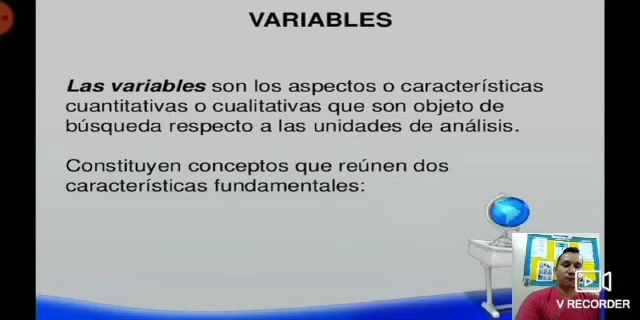 VARIABLES
Las variables son los aspectos o características
cuantitativas o cualitativas que son objeto de
búsqueda respecto a las unidades de análisis.
Constituyen conceptos que reúnen dos
características fundamentales:
V RECORDER